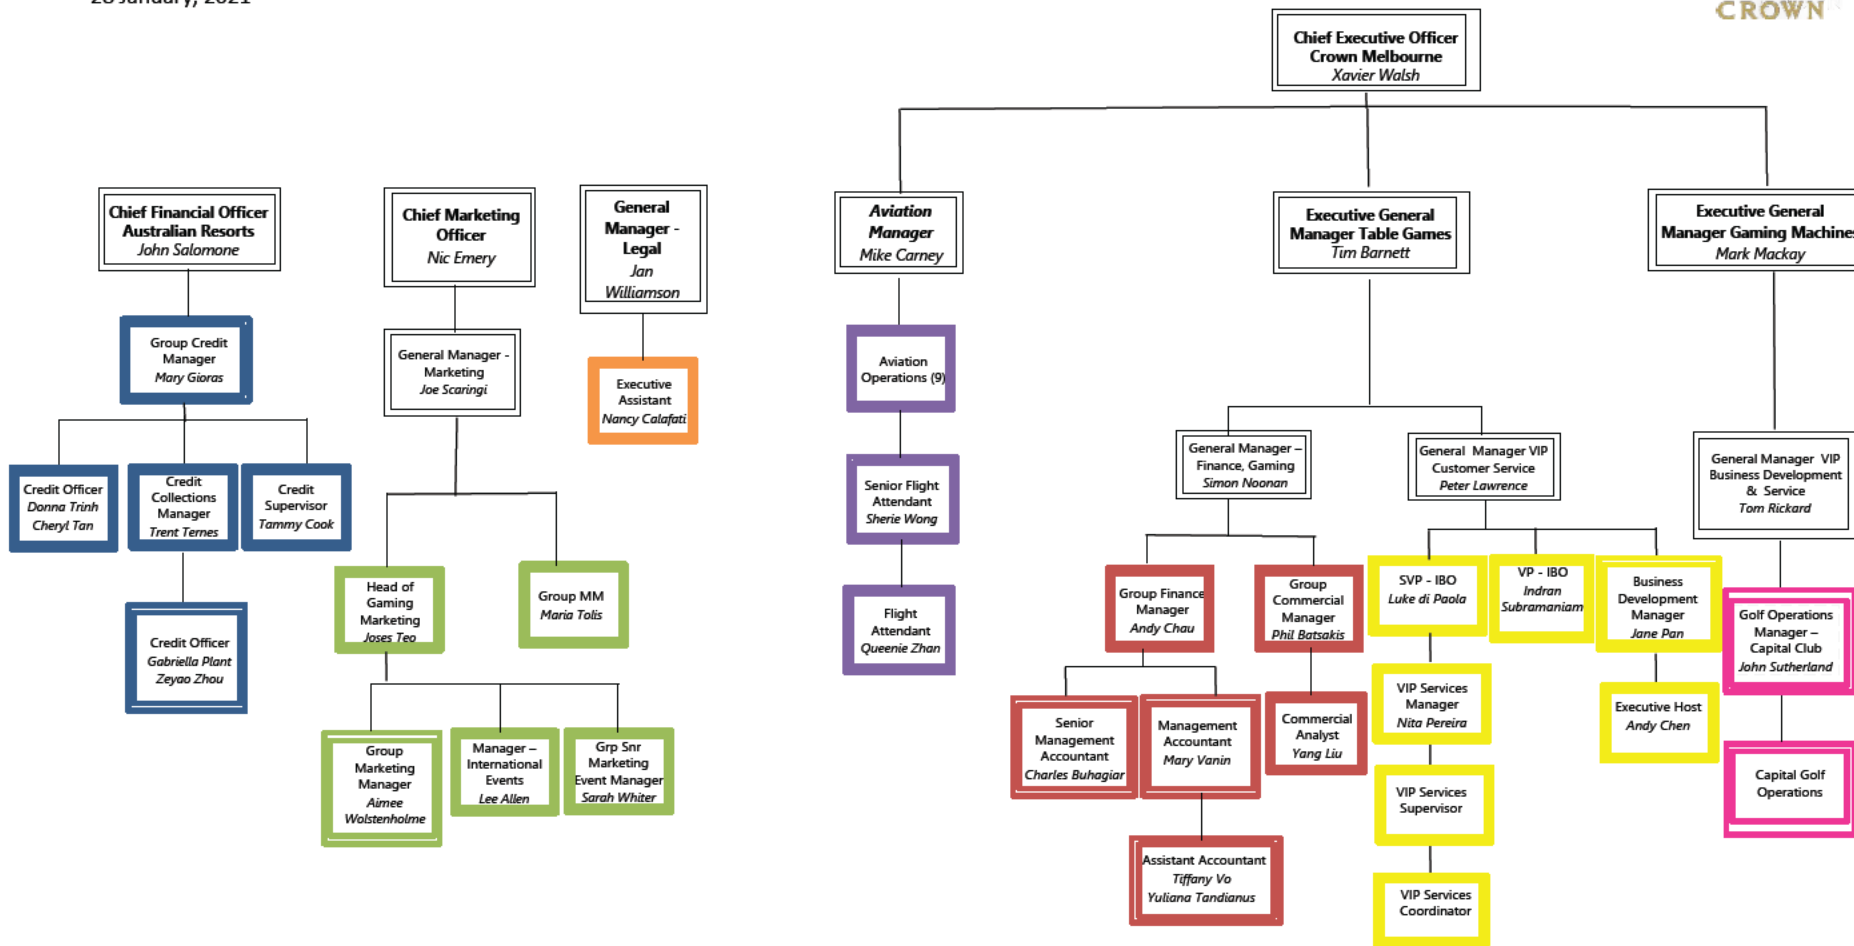 28 January, 2021
CROWN
Chief Executive Officer
Crown Melbourne
Xavier Walsh
Chief Financial Officer
Australian Resorts
John Salomone
Chief Marketing
Officer
Nic Emery
General
Manager -
Legal
Jan
Williamson
Aviation
Manager
Mike Carney
Executive General
Manager Table Games
Tim Barnett
Executive General
Manager Gaming Machines
Mark Mackay
Group Credit
Manager
Mary Gioras
General Manager -
Marketing
Joe Scaringi
Executive
Assistant
Nancy Calafati
Aviation
Operations (9)
Credit Officer
Donna Trinh
Cheryl Tan
Credit
Collections
Manager
Trent Ternes
Credit
Supervisor
Tammy Cook
Senior Flight
Attendant
Sherie Wong
General Manager –
Finance, Gaming
Simon Noonan
General Manager VIP
Customer Service
Peter Lawrence
General Manager VIP
Business Development
& Service
Tom Rickard
Credit Officer
Gabriella Plant
Zeyao Zhou
Head of
Gaming
Marketing
Joses Teo
Group MM
Maria Tolis
Flight
Attendant
Queenie Zhan
Group Finance
Manager
Andy Chau
Group
Commercial
Manager
Phil Batsakis
SVP - IBO
Luke di Paola
VP - IBO
Indran
Subramaniam
Business
Development
Manager
Jane Pan
Golf Operations
Manager –
Capital Club
John Sutherland
Group
Marketing
Manager
Aimee
Wolstenholme
Manager –
International
Events
Lee Allen
Grp Snr
Marketing
Event Manager
Sarah Whiter
Senior
Management
Accountant
Charles Buhagiar
Management
Accountant
Mary Vanin
Commercial
Analyst
Yang Liu
VIP Services
Manager
Nita Pereira
Executive Host
Andy Chen
VIP Services
Supervisor
Capital Golf
Operations
Assistant Accountant
Tiffany Vo
Yuliana Tandianus
VIP Services
Coordinator